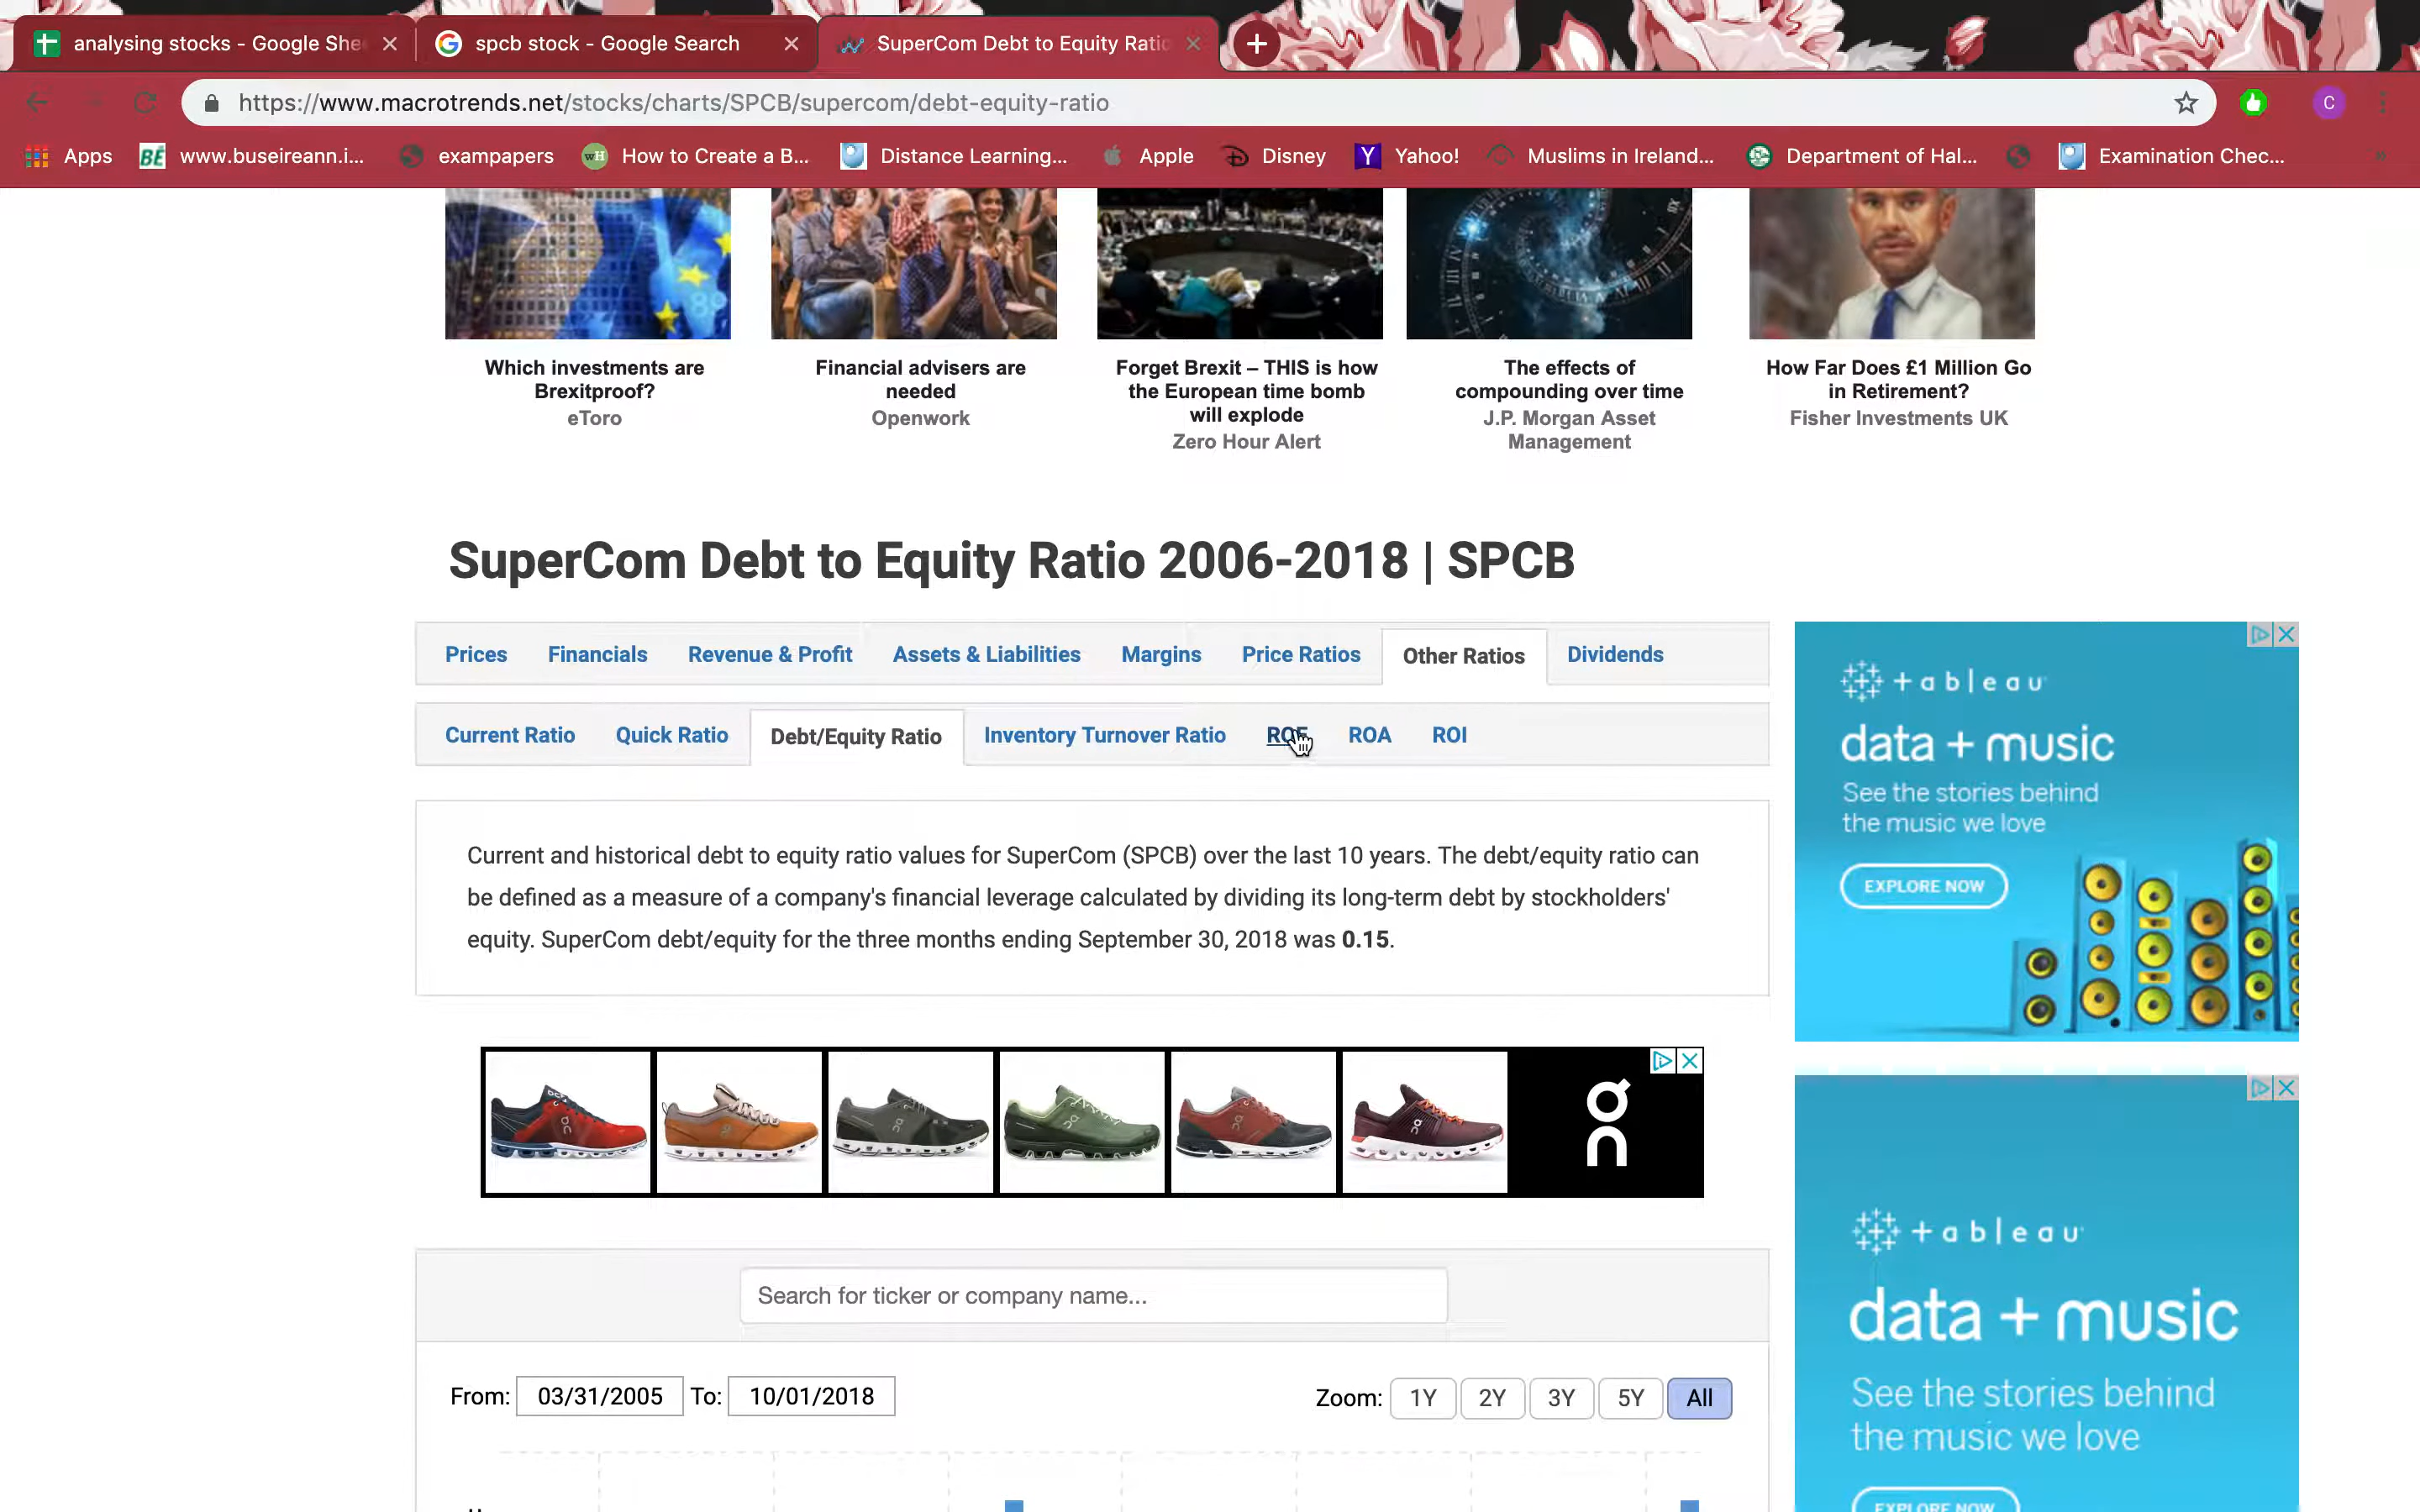 analysing stocks - Google She
spcb stock - Google Search
SuperCom Debt to Equity Ratio
https://www.macrotrends.net/stocks/charts/SPCB/supercom/debt-equity-ratio
C
Apps
BÉ www.buseireann.i...
exampapers
wH How to Create a B...
Distance Learning...
Apple
Disney
Y Yahoo!
Muslims in Ireland...
Department of Hal...
Examination Chec...
»
Which investments are
Brexitproof?
eToro
Financial advisers are
needed
Openwork
Forget Brexit – THIS is how
the European time bomb
will explode
Zero Hour Alert
The effects of
compounding over time
J.P. Morgan Asset
Management
How Far Does £1 Million Go
in Retirement?
Fisher Investments UK
SuperCom Debt to Equity Ratio 2006-2018 | SPCB
Prices Financials Revenue & Profit Assets & Liabilities Margins Price Ratios Other Ratios Dividends
Current Ratio Quick Ratio Debt/Equity Ratio Inventory Turnover Ratio ROE ROA ROI
Current and historical debt to equity ratio values for SuperCom (SPCB) over the last 10 years. The debt/equity ratio can
be defined as a measure of a company's financial leverage calculated by dividing its long-term debt by stockholders'
equity. SuperCom debt/equity for the three months ending September 30, 2018 was 0.15.
+ableau
data + music
See the stories behind
the music we love
EXPLORE NOW
on
Search for ticker or company name...
From: 03/31/2005 To: 10/01/2018
Zoom: 1Y 2Y 3Y 5Y All
+ableau
data + music
See the stories behind
the music we love
EXPLORE NOW